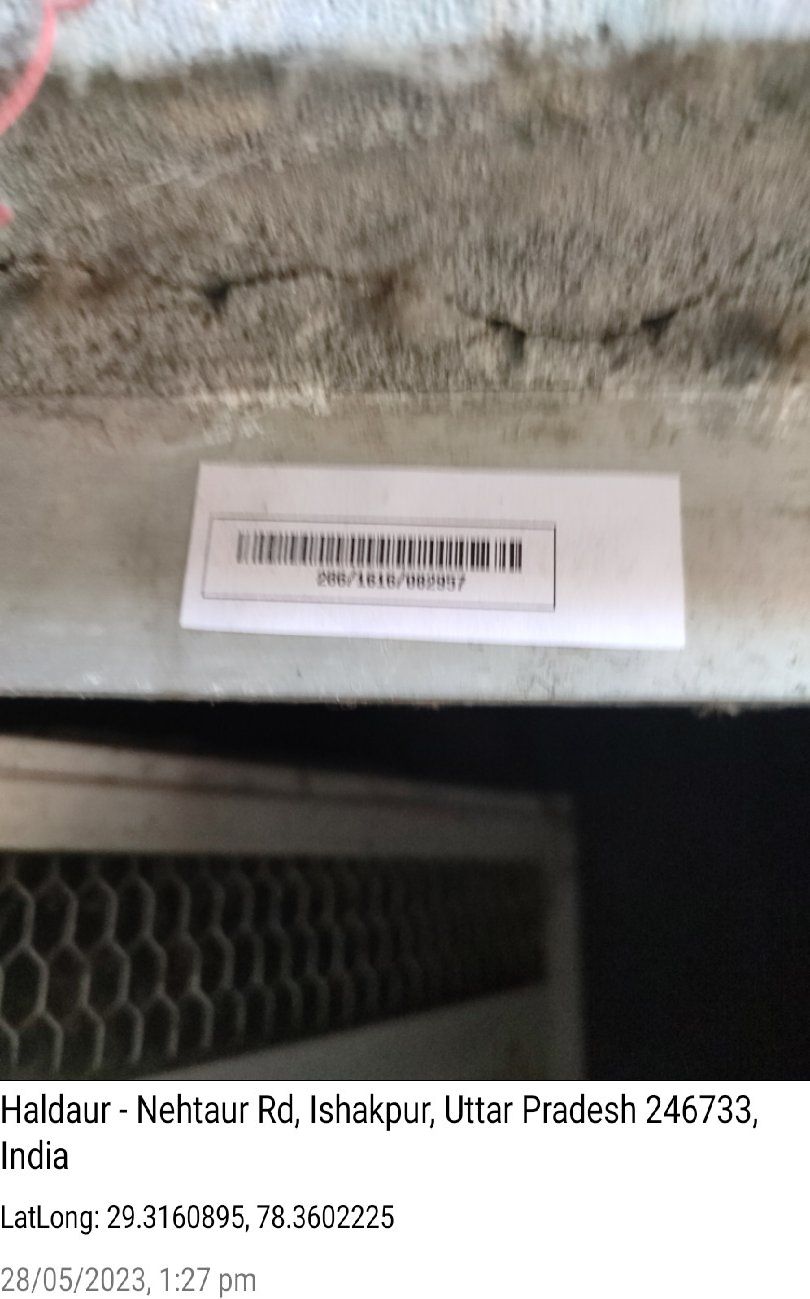 Haldaur - Nehtaur Rd, Ishakpur, Uttar Pradesh 246733,
India
LatLong: 29.3160895, 78.3602225
28/05/2023, 1:27 pm